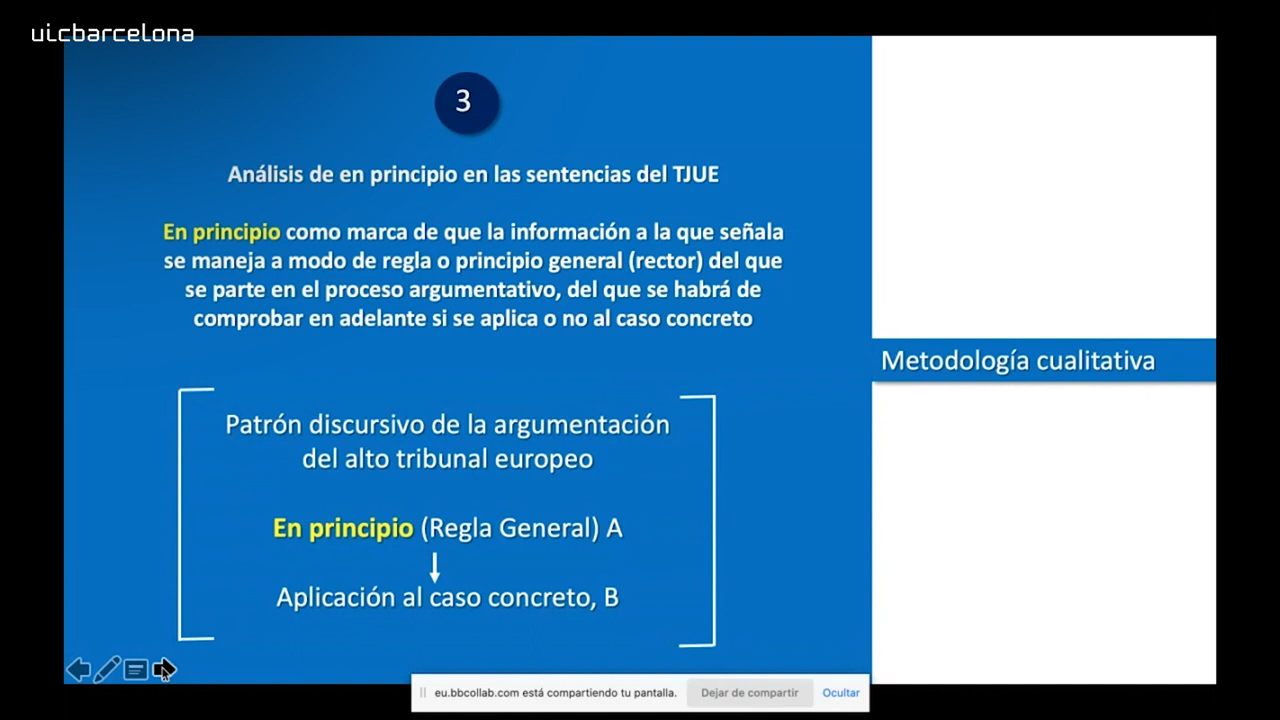 uicbarcelona
3
Análisis de en principio en las sentencias del TJUE
En principio como marca de que la información a la que señala
se maneja a modo de regla o principio general (rector) del que
se parte en el proceso argumentativo, del que se habrá de
comprobar en adelante si se aplica o no al caso concreto
Metodología cualitativa
Patrón discursivo de la argumentación
del alto tribunal europeo
En principio (Regla General) A
Aplicación al caso concreto, B
eu.bbcollab.com está compartiendo tu pantalla. Dejar de compartir Ocultar